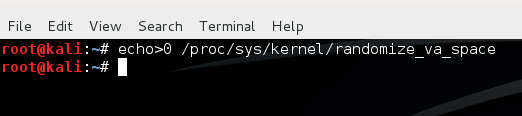 File Edit View Search Terminal Help
root@kali:~# echo>0 /proc/sys/kernel/randomize_va_space
root@kali:~#